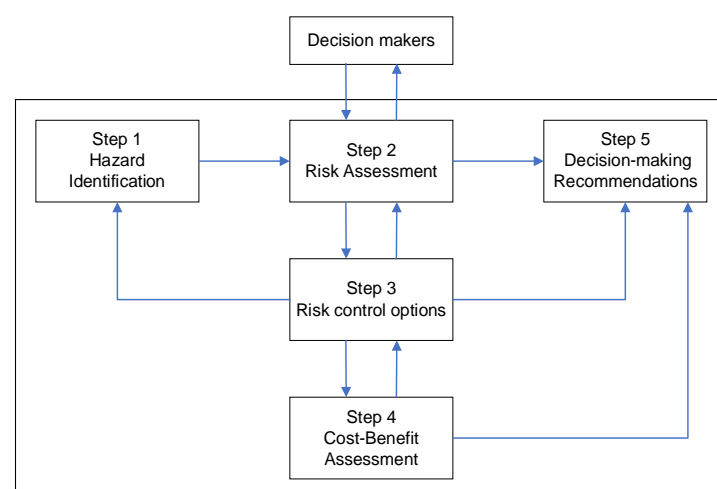 Decision makers
Step 1
Hazard
Identification
Step 2
Risk Assessment
Step 5
Decision-making
Recommendations
Step 3
Risk control options
Step 4
Cost-Benefit
Assessment